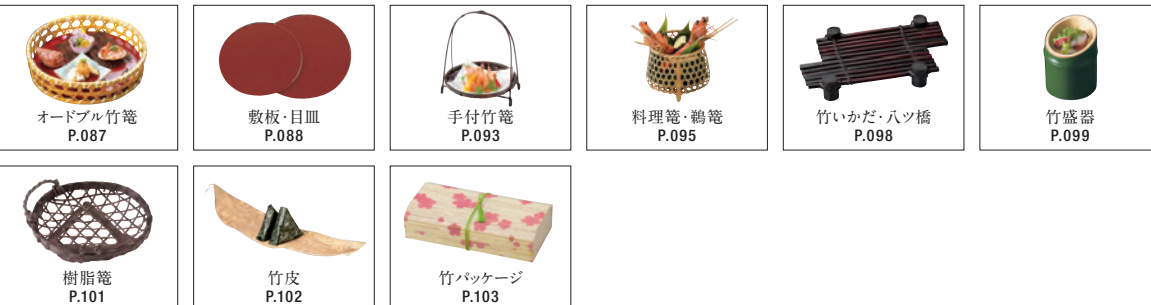 オードブル竹篭
P.087
敷板・目皿
P.088
手付竹篭
P.093
料理篭・鵜篭
P.095
竹いかだ・八ツ橋
P.098
竹盛器
P.099
樹脂篭
P.101
竹皮
P.102
竹パッケージ
P.103